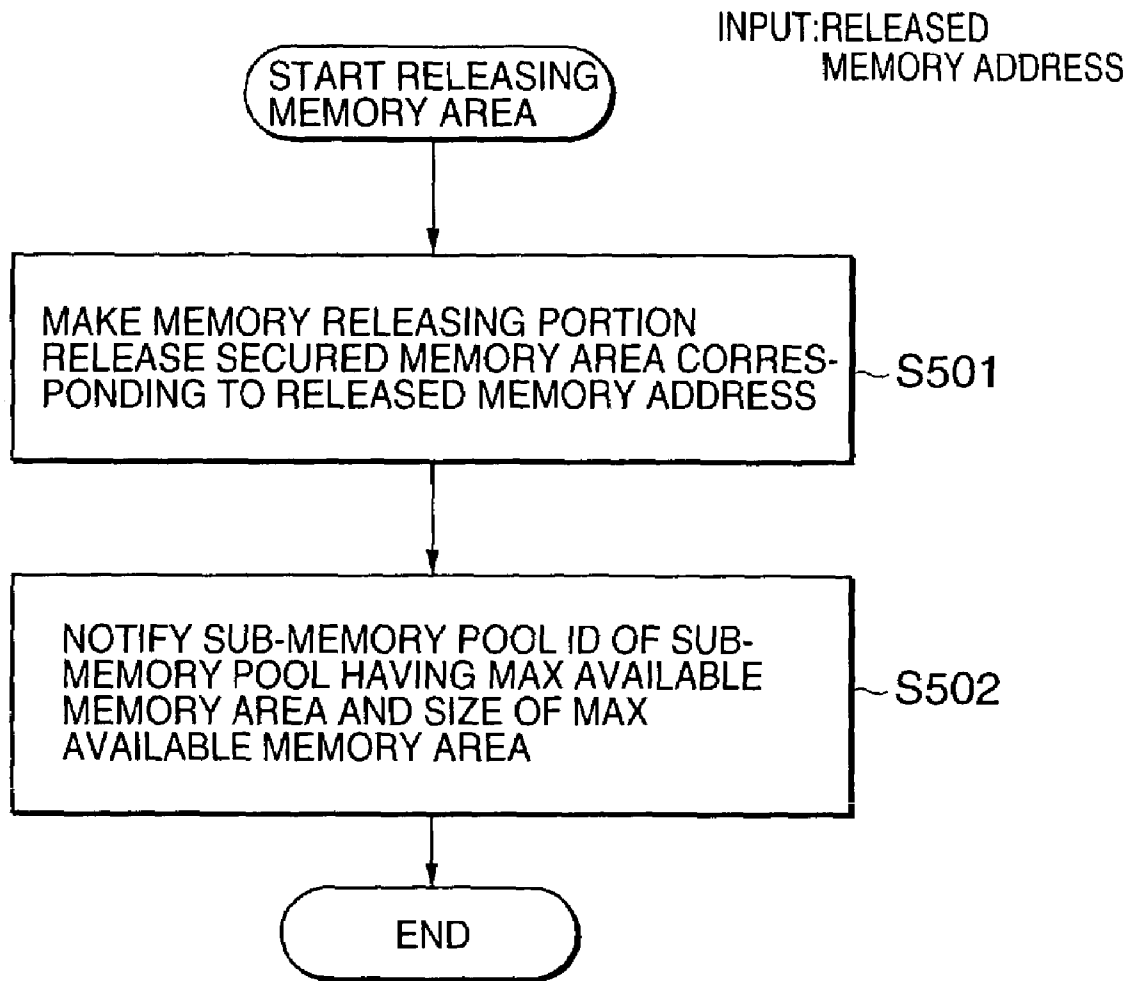 INPUT:RELEASED
MEMORY ADDRESS
START RELEASING
MEMORY AREA
MAKE MEMORY RELEASING PORTION
RELEASE SECURED MEMORY AREA CORRES-
PONDING TO RELEASED MEMORY ADDRESS
S501
NOTIFY SUB-MEMORY POOL ID OF SUB-
MEMORY POOL HAVING MAX AVAILABLE
MEMORY AREA AND SIZE OF MAX
AVAILABLE MEMORY AREA
S502
END